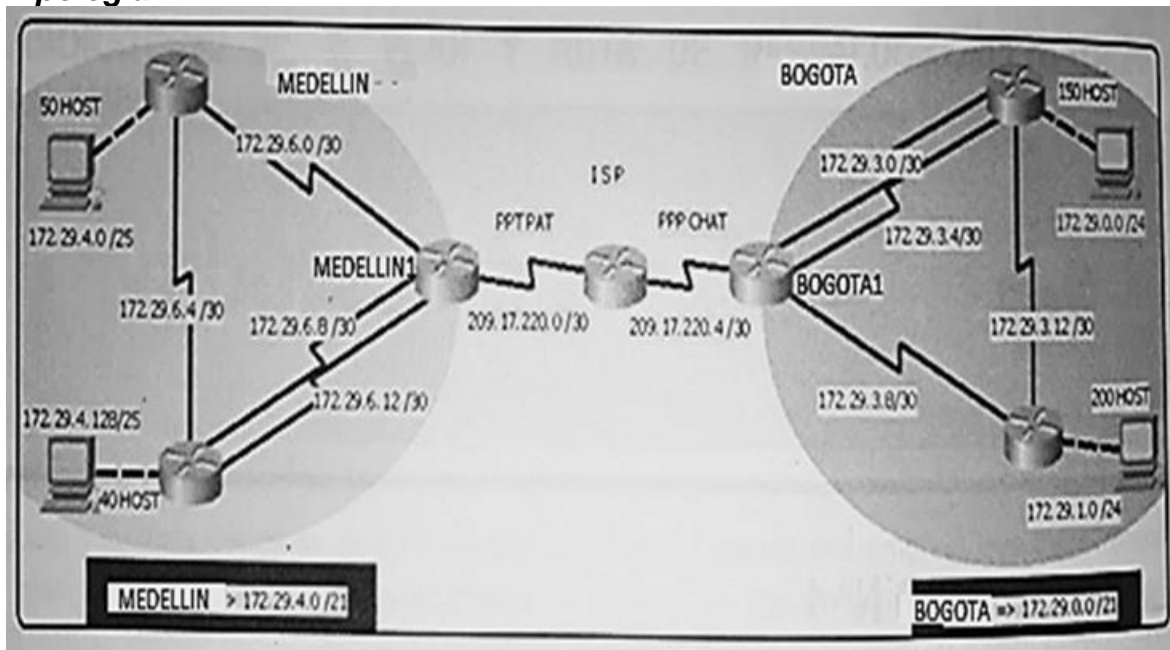 MEDELLIN - -
BOGOTA
50 HOST
150 HOST
172.29.6.0 /30
172.29.3.0/30
ISP
172.29.4.0 /25
172.29.0.0 /24
PPT PAT
PPP CHAT
172.29.3.4/30
MEDELLIN1
BOGOTA1
172.29.6.4 /30
172.29.6.8/ 30
209.17.220.0 /30
209.17.220.4/ 30
172.29.3.12/30
172.29.4.128/25
172.29.6.12 /30
172.29.3.8/30
200 HOST
40 HOST
172.29.1.0 /24
MEDELLIN > 172.29.4.0 /21
BOGOTA => 172.29.0.0 /21